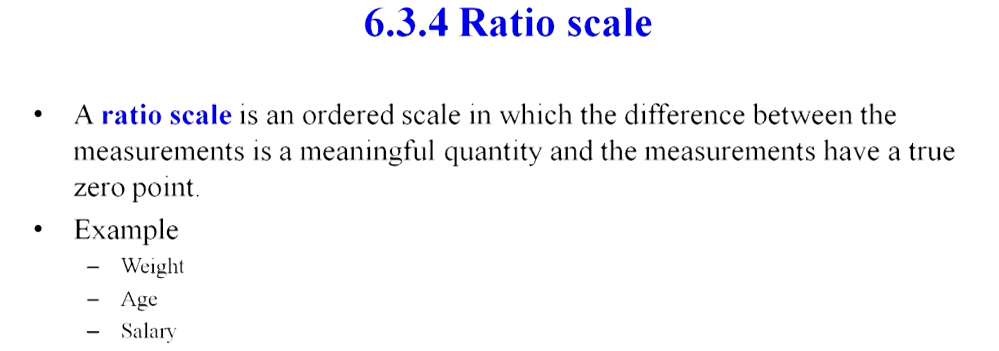 6.3.4 Ratio scale
• A ratio scale is an ordered scale in which the difference between the
measurements is a meaningful quantity and the measurements have a true
zero point.
• Example
– Weight
– Age
– Salary